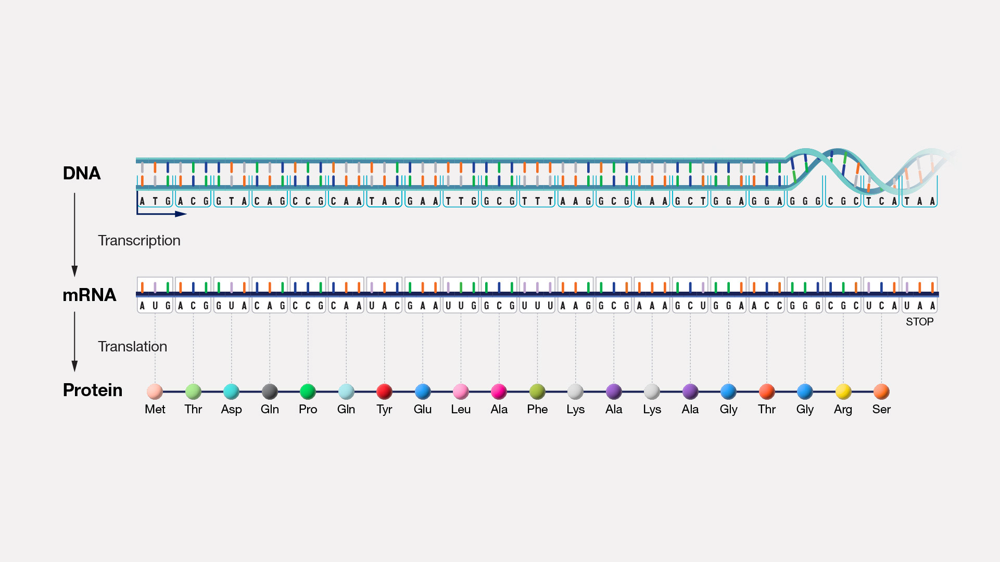 DNA
A T G A C G G T A C A G C C G C A A T A C G A A T T G G C G T T T A A G G C G A A A G C T G G A G G A G G G C G C T C A T A A
Transcription
mRNA
A U G A C G G U A C A G C C G C A A U A C G A A U U G G C G U U U A A G G C G A A A G C U G G A A C C G G G C G C U C A U A A
STOP
Translation
Protein
Met Thr Asp Gln Pro Gln Tyr Glu Leu Ala Phe Lys Ala Lys Ala Gly Thr Gly Arg Ser